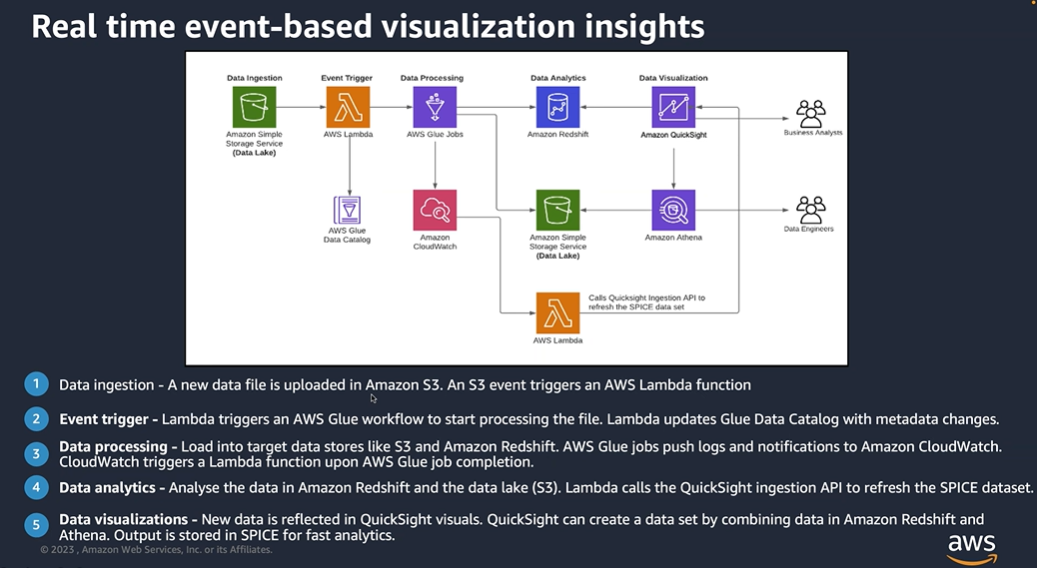 Real time event-based visualization insights
Data Ingestion
Event Trigger
Data Processing
Data Analytics
Data Visualization
Amazon Simple
Storage Service
(Data Lake)
AWS Lambda
AWS Glue Jobs
Amazon Redshift
Amazon QuickSight
Business Analysts
AWS Glue
Data Catalog
Amazon
CloudWatch
Amazon Simple
Storage Service
(Data Lake)
Amazon Athena
Data Engineers
Calls Quicksight Ingestion API to
refresh the SPICE data set
AWS Lambda
1 Data ingestion - A new data file is uploaded in Amazon S3. An S3 event triggers an AWS Lambda function
2 Event trigger - Lambda triggers an AWS Glue workflow to start processing the file. Lambda updates Glue Data Catalog with metadata changes.
3 Data processing - Load into target data stores like S3 and Amazon Redshift. AWS Glue jobs push logs and notifications to Amazon CloudWatch.
CloudWatch triggers a Lambda function upon AWS Glue job completion.
4 Data analytics - Analyse the data in Amazon Redshift and the data lake (S3). Lambda calls the QuickSight ingestion API to refresh the SPICE dataset.
5 Data visualizations - New data is reflected in QuickSight visuals. QuickSight can create a data set by combining data in Amazon Redshift and
Athena. Output is stored in SPICE for fast analytics.
© 2023 , Amazon Web Services, Inc. or its Affiliates.
aws